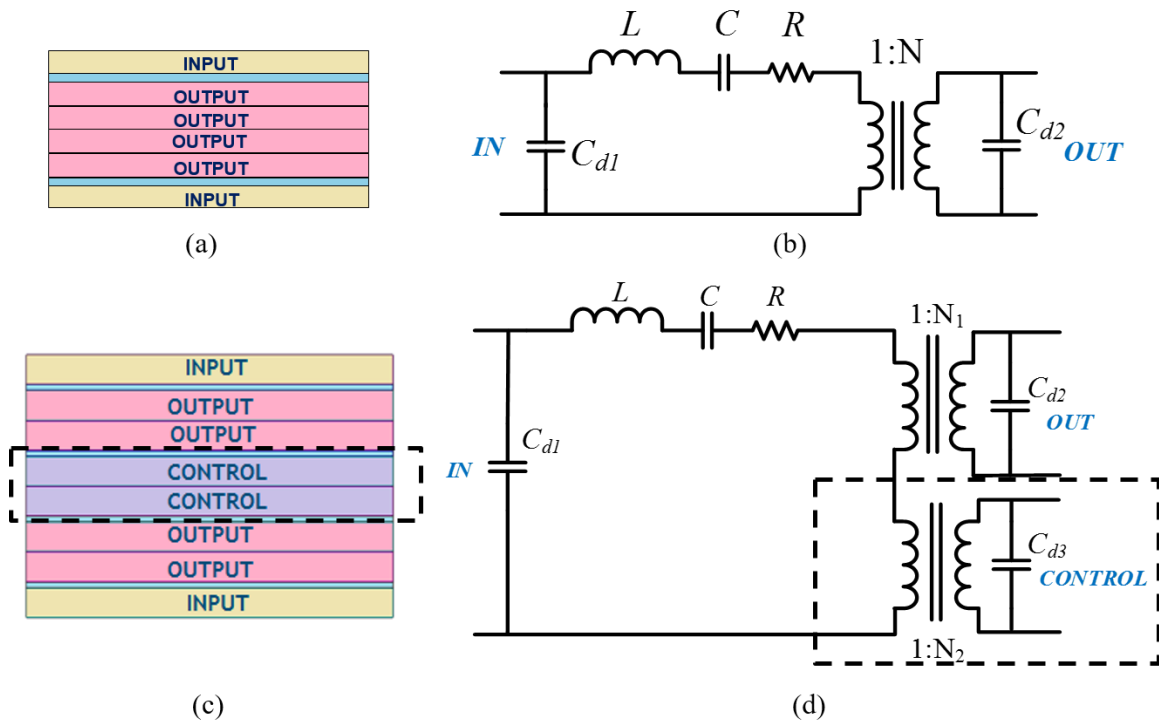 INPUT
OUTPUT
OUTPUT
OUTPUT
OUTPUT
INPUT
(a)
L
C
R
1:N
IN
Cd1
Cd2
OUT
(b)
INPUT
OUTPUT
OUTPUT
CONTROL
CONTROL
OUTPUT
OUTPUT
INPUT
(c)
L
C
R
1:N1
IN
Cd1
Cd2
OUT
Cd3
CONTROL
1:N2
(d)